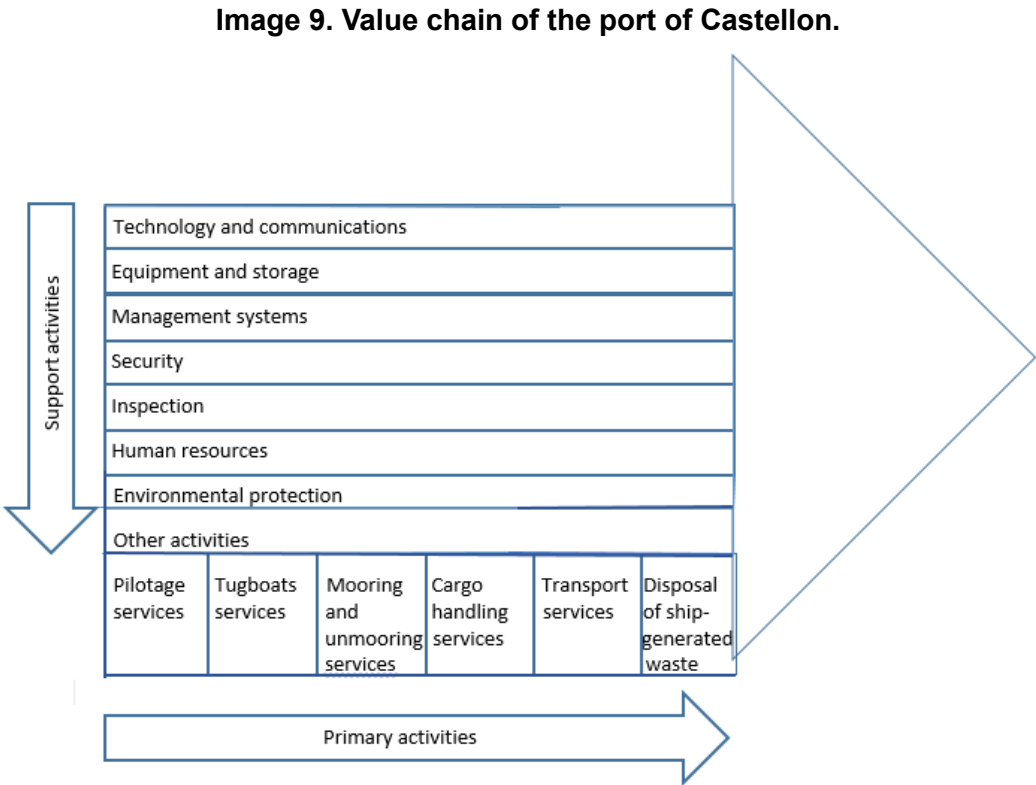 Image 9. Value chain of the port of Castellon.
Support activities
Technology and communications
Equipment and storage
Management systems
Security
Inspection
Human resources
Environmental protection
Other activities
Pilotage
services
Tugboats
services
Mooring
and
unmooring
services
Cargo
handling
services
Transport
services
Disposal
of ship-
generated
waste
Primary activities